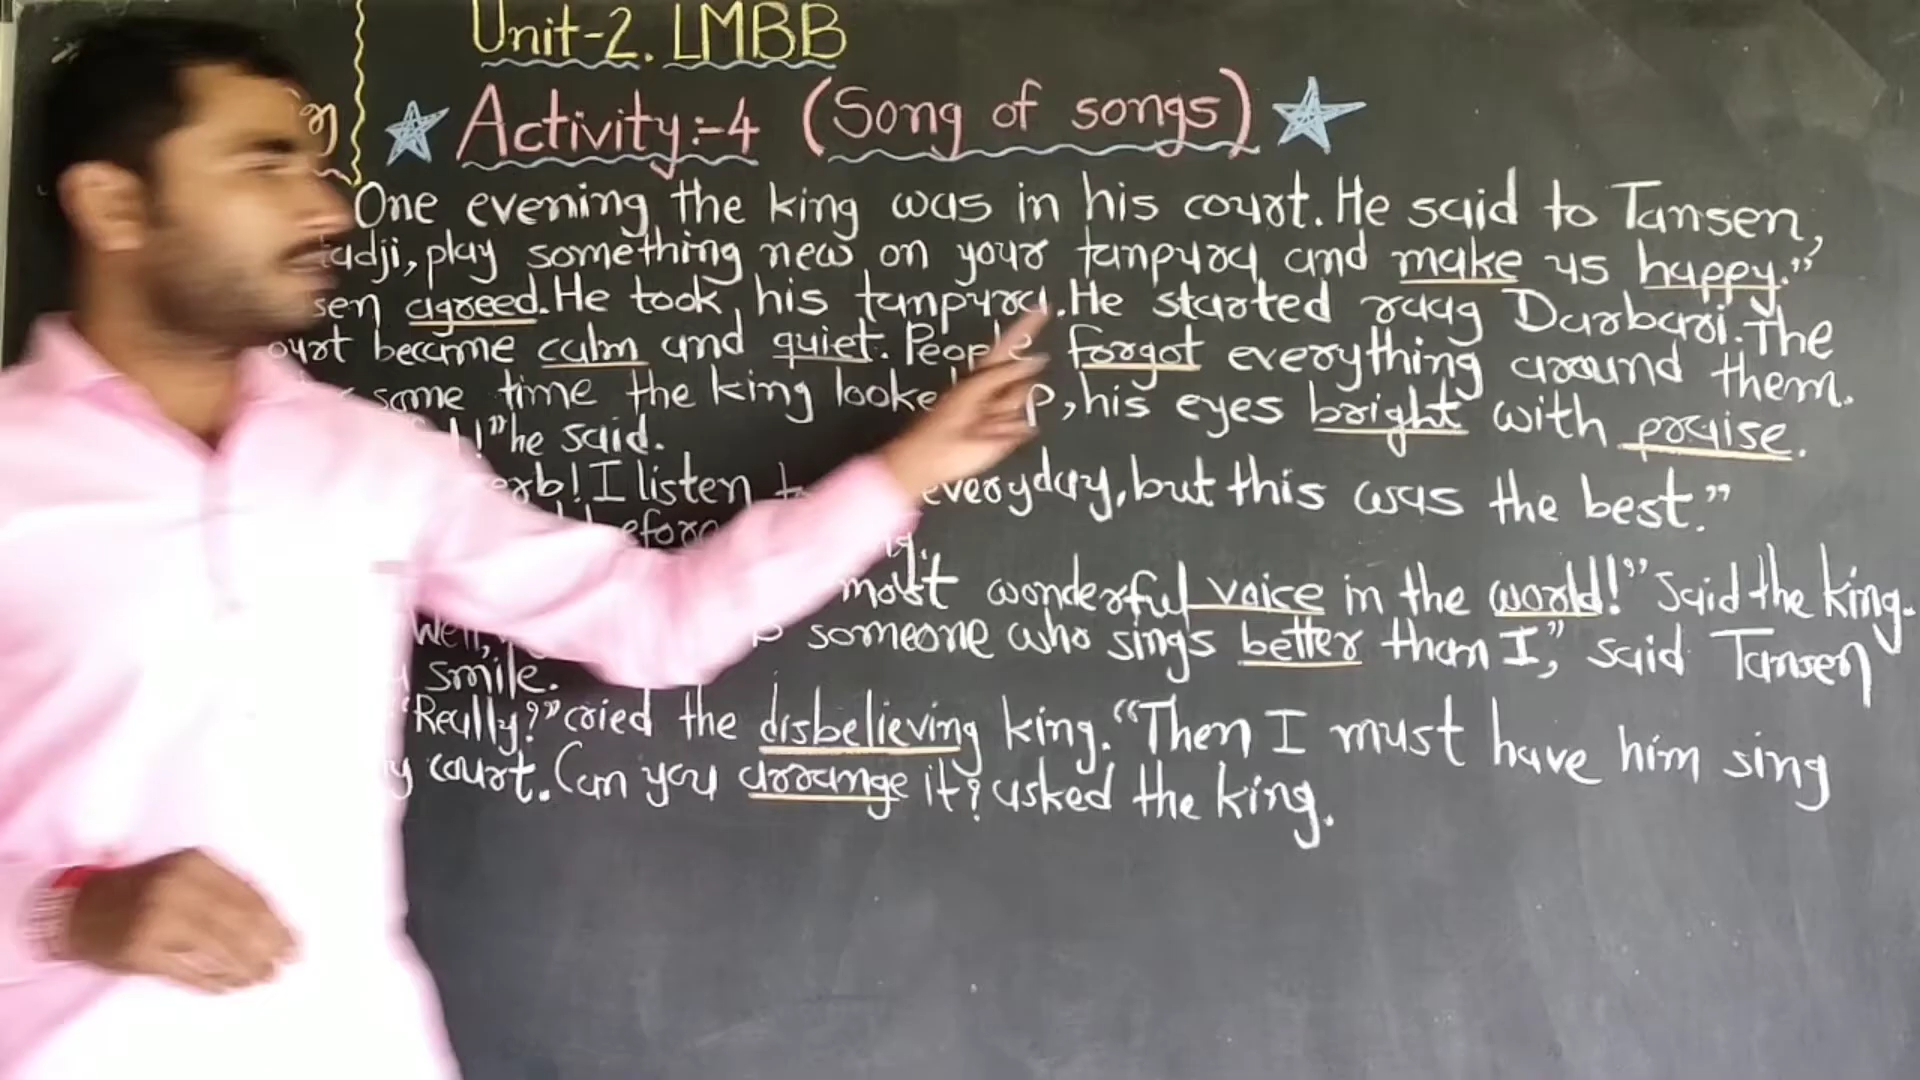 Unit-2. LMBB
Activity:-4 (Song of songs)
One evening the king was in his court. He said to Tansen,
play something new on your tanpura and make us happy."
agreed. He took his tanpura. He started raag Darbari. The
became calm and quiet. People forgot everything around them.
some time the king looked his eyes bright with praise.
he said.
I listen everyday, but this was the best."
most wonderful voice in the world!" Said the king.
Well, someone who sings better than I," said Tansen
smile.
"Really?" cried the disbelieving king. "Then I must have him sing
court. Can you arrange it? asked the king.